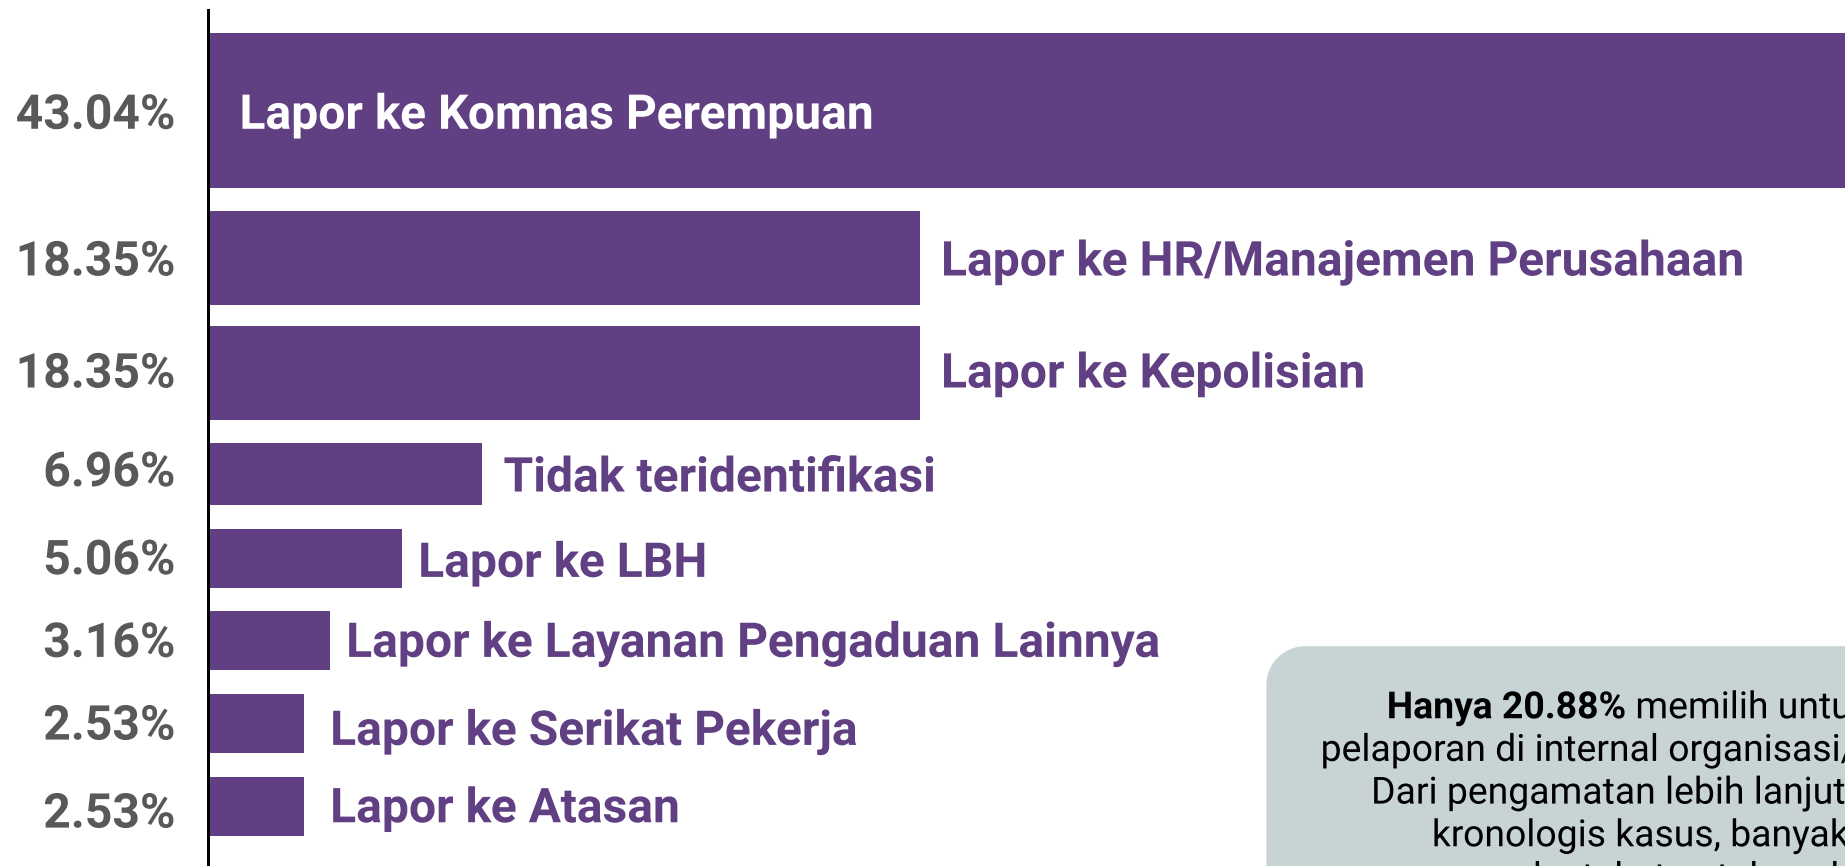 43.04% Lapor ke Komnas Perempuan
18.35% Lapor ke HR/Manajemen Perusahaan
18.35% Lapor ke Kepolisian
6.96% Tidak teridentifikasi
5.06% Lapor ke LBH
3.16% Lapor ke Layanan Pengaduan Lainnya
2.53% Lapor ke Serikat Pekerja
2.53% Lapor ke Atasan
Hanya 20.88% memilih
pelaporan di internal organisasi/
Dari pengamatan lebih lanjut
kronologis kasus, banyak